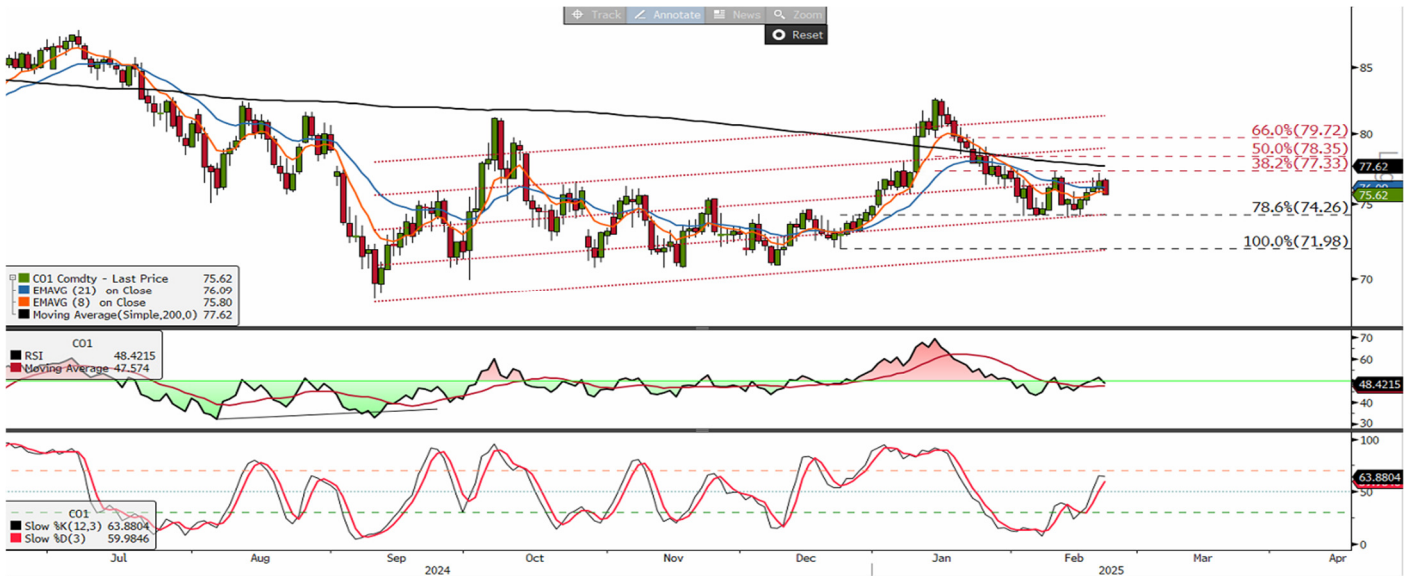 Track Annotate News Zoom
Reset
85
80
75
70
66.0%(79.72)
50.0%(78.35)
38.2%(77.33)
78.6%(74.26)
100.0%(71.98)
77.62
76.09
75.62
CO1 Comdty - Last Price 75.62
EMAVG (21) on Close 76.09
EMAVG (8) on Close 75.80
Moving Average(Simple,200,0) 77.62
CO1
RSI 48.4215
Moving Average 47.574
70
60
48.4215
40
30
CO1
Slow %K(12,3) 63.8804
Slow %D(3) 59.9846
100
63.8804
50
0
Jul Aug Sep Oct Nov Dec Jan Feb Mar Apr
2024 2025